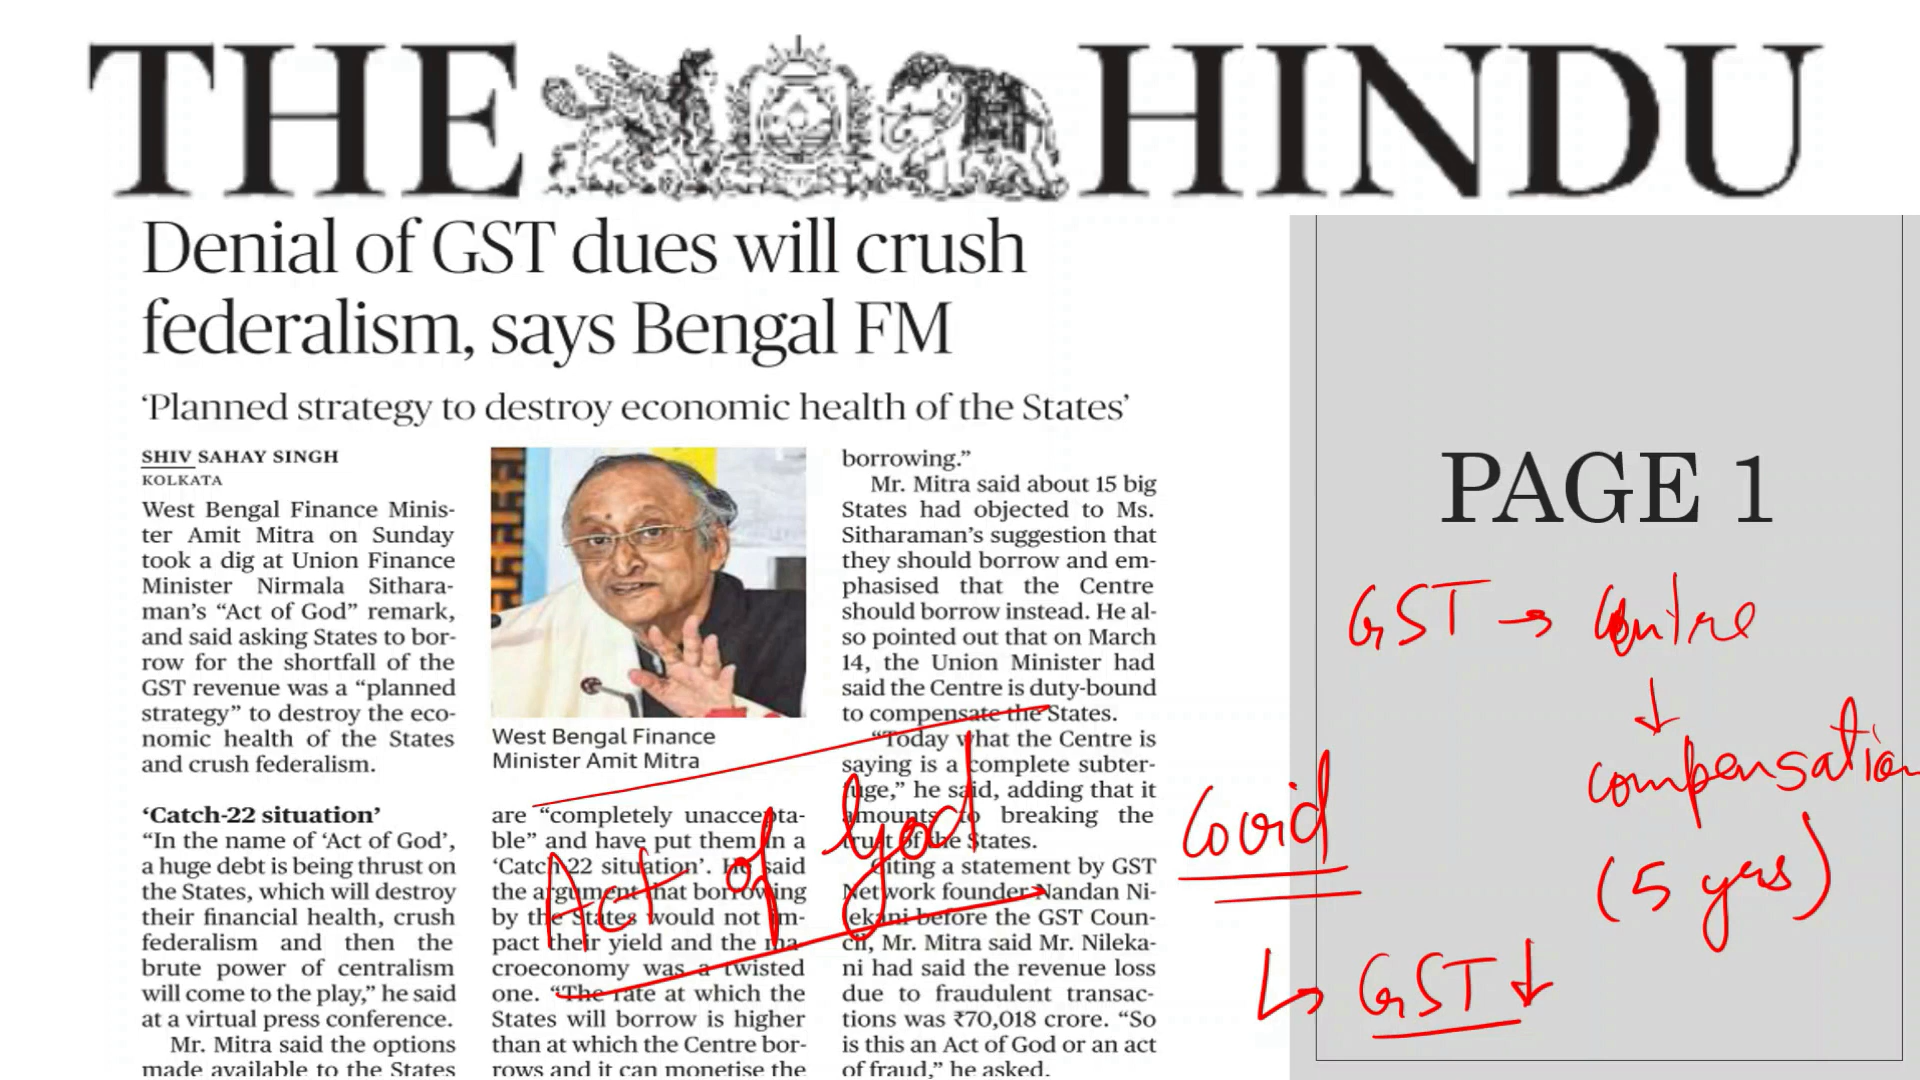 THE HINDU
Denial of GST dues will crush
federalism, says Bengal FM
‘Planned strategy to destroy economic health of the States’
SHIV SAHAY SINGH
KOLKATA
West Bengal Finance Minis-
ter Amit Mitra on Sunday
took a dig at Union Finance
Minister Nirmala Sithara-
man’s “Act of God” remark,
and said asking States to bor-
row for the shortfall of the
GST revenue was a “planned
strategy” to destroy the eco-
nomic health of the States
and crush federalism.
‘Catch-22 situation’
“In the name of ‘Act of God’,
a huge debt is being thrust on
the States, which will destroy
their financial health, crush
federalism and then the
brute power of centralism
will come to the play,” he said
at a virtual press conference.
Mr. Mitra said the options
made available to the States
West Bengal Finance
Minister Amit Mitra
are “completely unaccepta-
ble” and have put them in a
‘Catch-22 situation’. He said
the argument that borrowing
by the States would not im-
pact their yield and the ma-
croeconomy was a twisted
one. “The rate at which the
States will borrow is higher
than at which the Centre bor-
rows and it can monetise the
borrowing.”
Mr. Mitra said about 15 big
States had objected to Ms.
Sitharaman’s suggestion that
they should borrow and em-
phasised that the Centre
should borrow instead. He al-
so pointed out that on March
14, the Union Minister had
said the Centre is duty-bound
to compensate the States.
“Today what the Centre is
saying is a complete subter-
fuge,” he said, adding that it
amounts to breaking the
trust of the States.
Citing a statement by GST
Network founder Nandan Ni-
lekani before the GST Coun-
cil, Mr. Mitra said Mr. Nileka-
ni had said the revenue loss
due to fraudulent transac-
tions was ₹70,018 crore. “So
is this an Act of God or an act
of fraud,” he asked.
Act of God
PAGE 1
GST → Centre
↓
compensation
(5 yrs)
Covid
↳ GST ↓